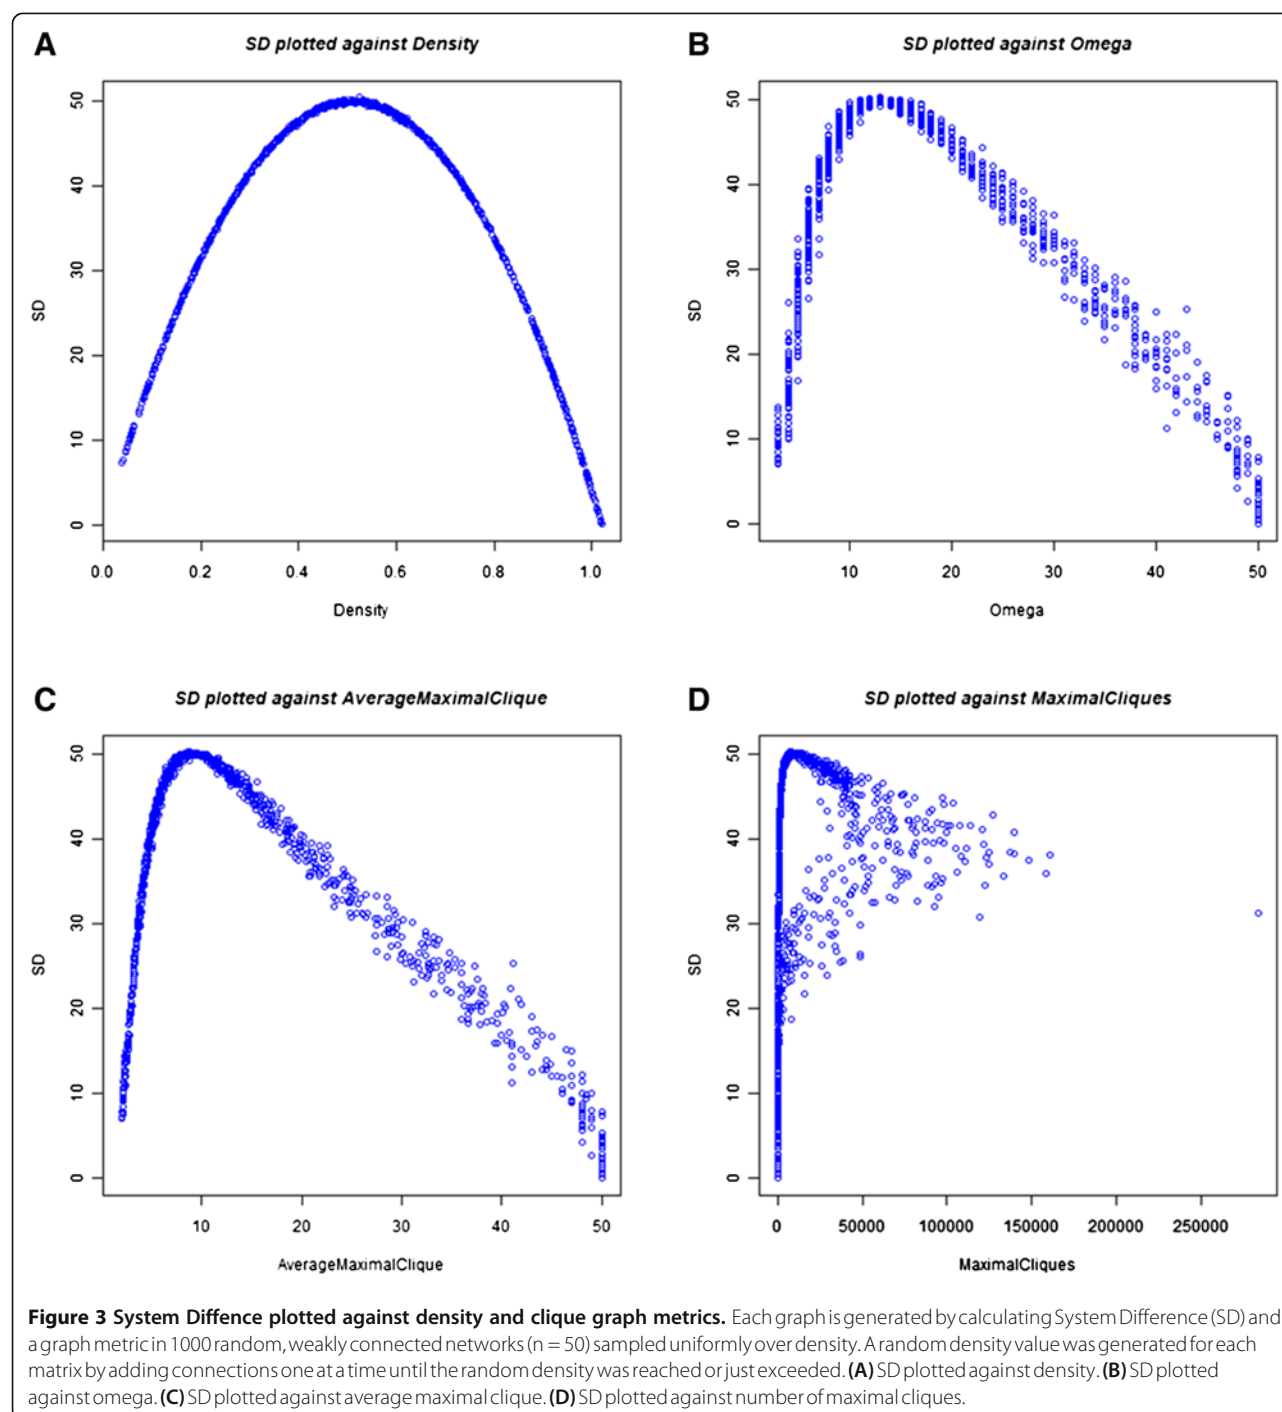 A
SD plotted against Density
50
40
30
20
10
0
SD
0.0 0.2 0.4 0.6 0.8 1.0
Density
B
SD plotted against Omega
50
40
30
20
10
0
SD
10 20 30 40 50
Omega
C
SD plotted against AverageMaximalClique
50
40
30
20
10
0
SD
10 20 30 40 50
AverageMaximalClique
D
SD plotted against MaximalCliques
50
40
30
20
10
0
SD
0 50000 100000 150000 200000 250000
MaximalCliques
Figure 3 System Diffence plotted against density and clique graph metrics. Each graph is generated by calculating System Difference (SD) and
a graph metric in 1000 random, weakly connected networks (n = 50) sampled uniformly over density. A random density value was generated for each
matrix by adding connections one at a time until the random density was reached or just exceeded. (A) SD plotted against density. (B) SD plotted
against omega. (C) SD plotted against average maximal clique. (D) SD plotted against number of maximal cliques.